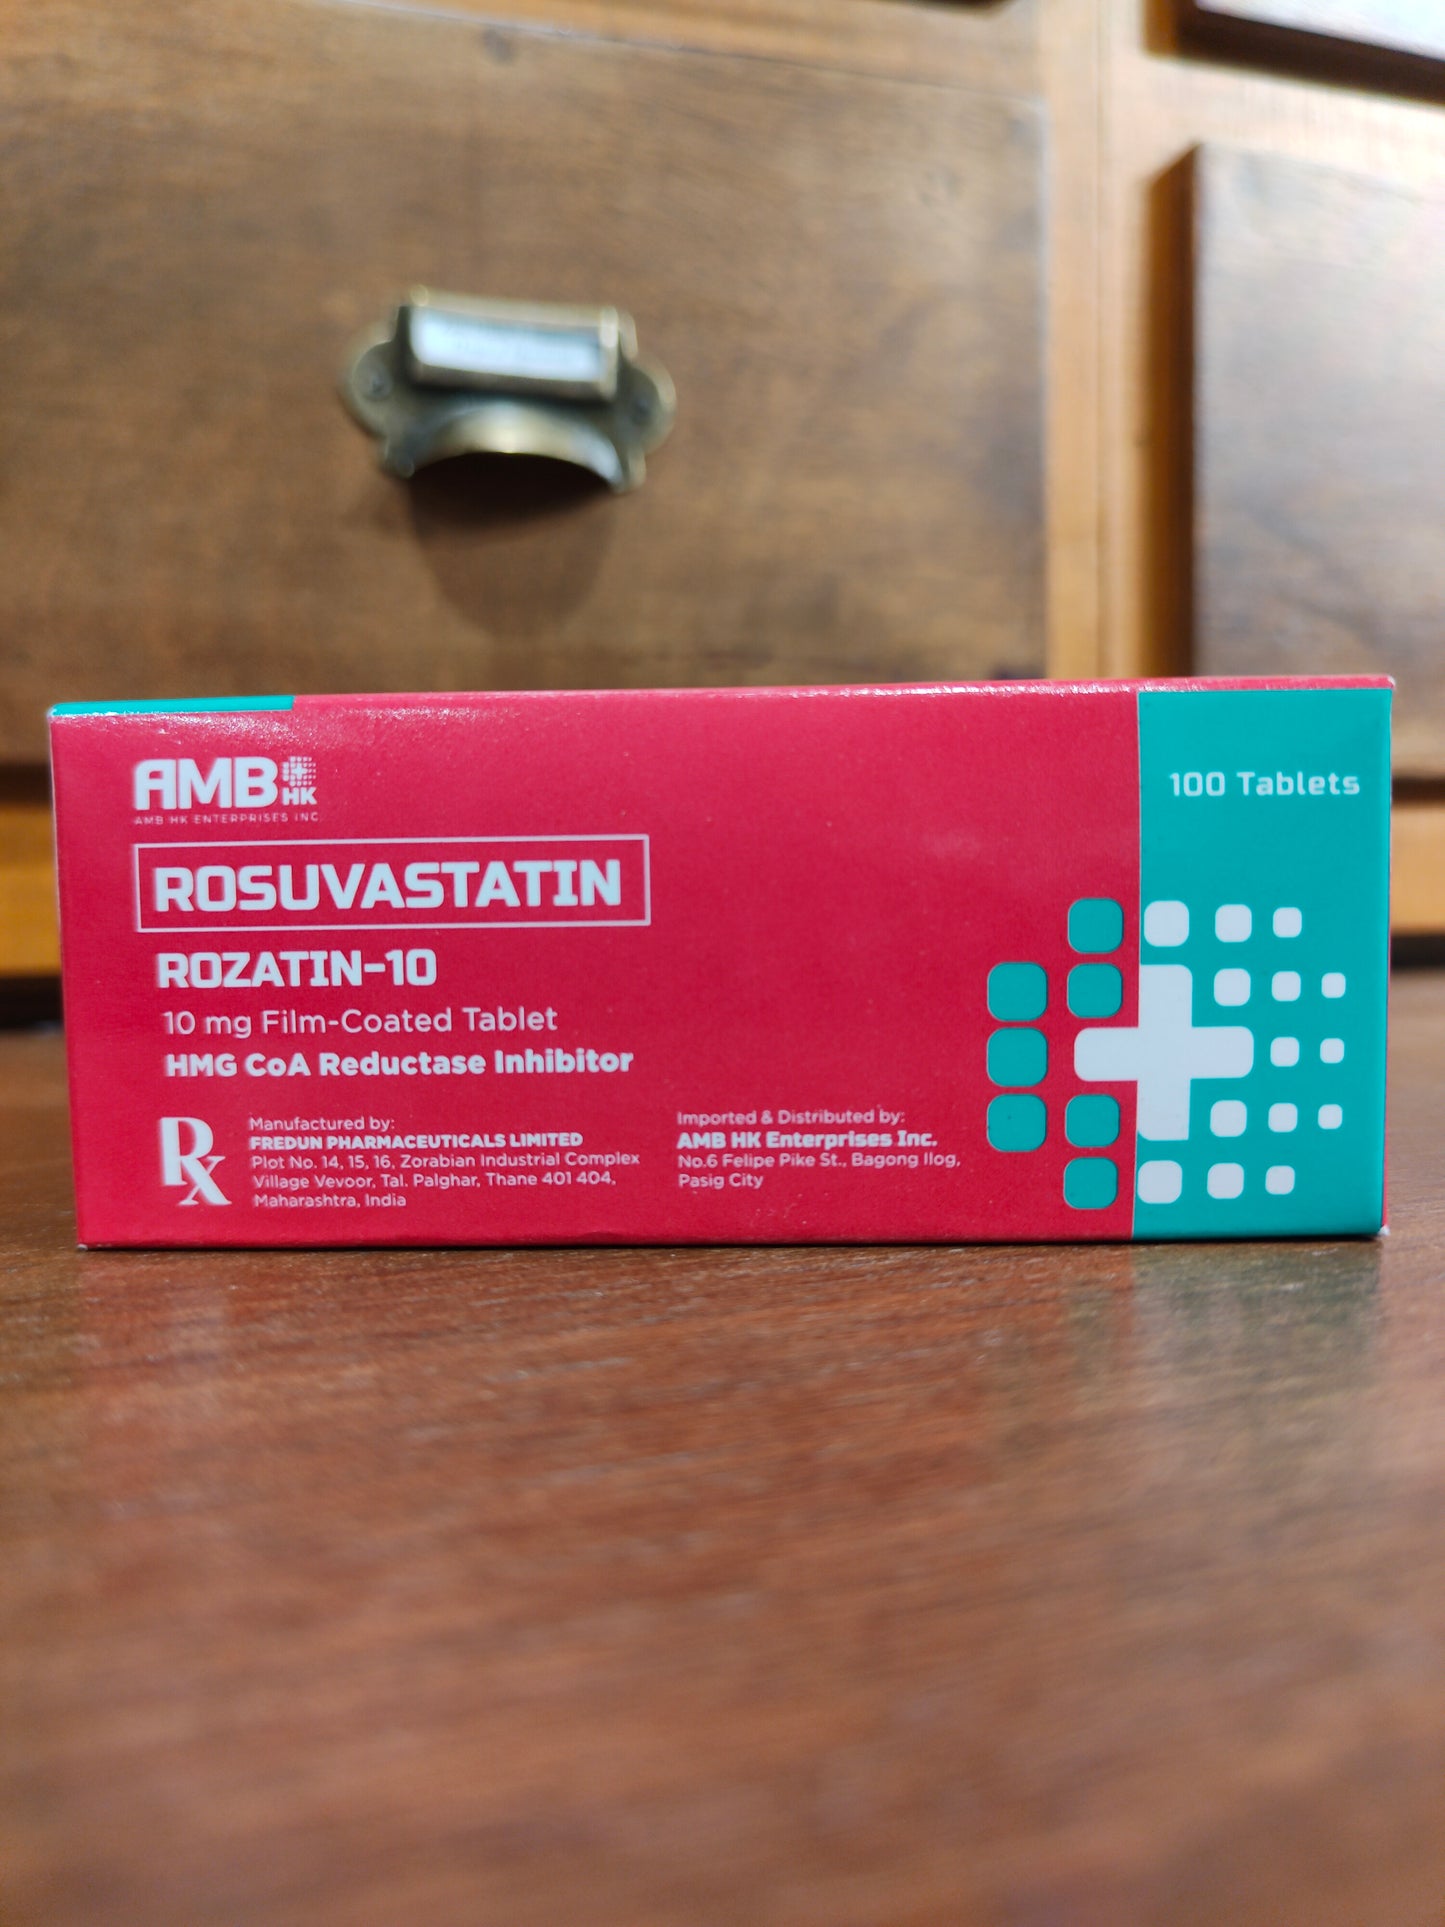 AMB HK
AMB HK ENTERPRISES INC.
100 Tablets
ROSUVASTATIN
ROZATIN-10
10 mg Film-Coated Tablet
HMG CoA Reductase Inhibitor
Rx
Manufactured by:
FREDUN PHARMACEUTICALS LIMITED
Plot No. 14, 15, 16, Zorabian Industrial Complex
Village Vevoor, Tal. Palghar, Thane 401 404,
Maharashtra, India
Imported & Distributed by:
AMB HK Enterprises Inc.
No.6 Felipe Pike St., Bagong Ilog,
Pasig City